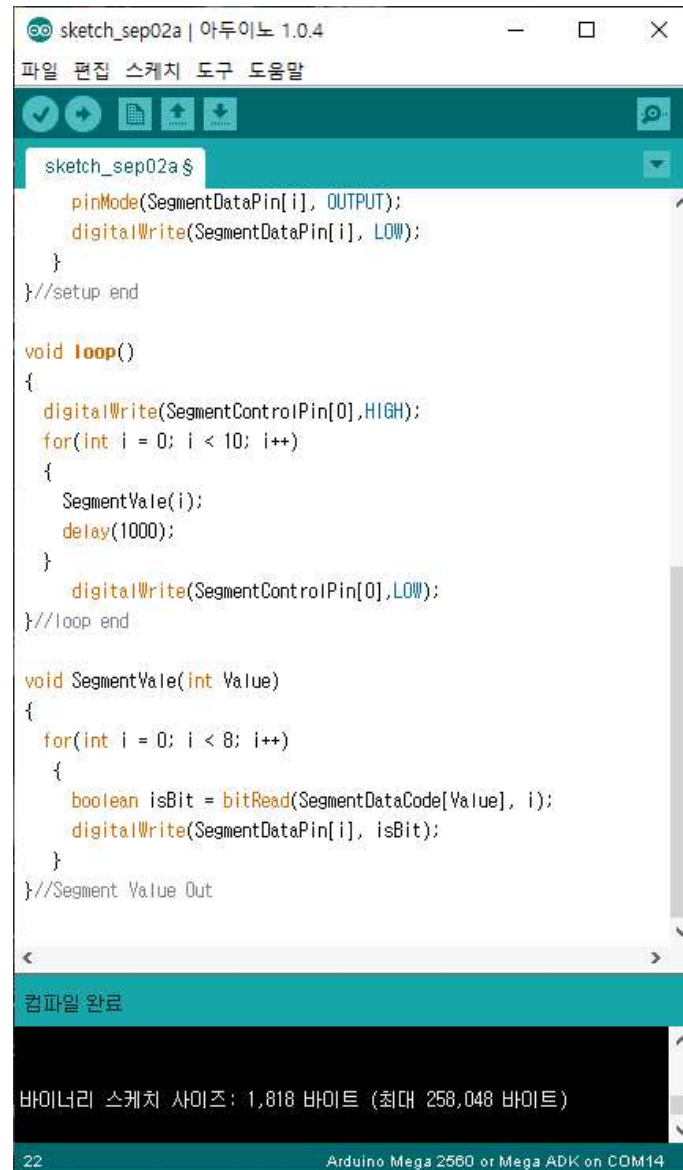 sketch_sep02a | 아두이노 1.0.4
파일 편집 스케치 도구 도움말
sketch_sep02a §
pinMode(SegmentDataPin[i], OUTPUT);
digitalWrite(SegmentDataPin[i], LOW);
}
}//setup end
void loop()
{
digitalWrite(SegmentControlPin[0],HIGH);
for(int i = 0; i < 10; i++)
{
SegmentVale(i);
delay(1000);
}
digitalWrite(SegmentControlPin[0],LOW);
}//loop end
void SegmentVale(int Value)
{
for(int i = 0; i < 8; i++)
{
boolean isBit = bitRead(SegmentDataCode[Value], i);
digitalWrite(SegmentDataPin[i], isBit);
}
}//Segment Value Out
컴파일 완료
바이너리 스케치 사이즈: 1,818 바이트 (최대 258,048 바이트)
22 Arduino Mega 2560 or Mega ADK on COM14